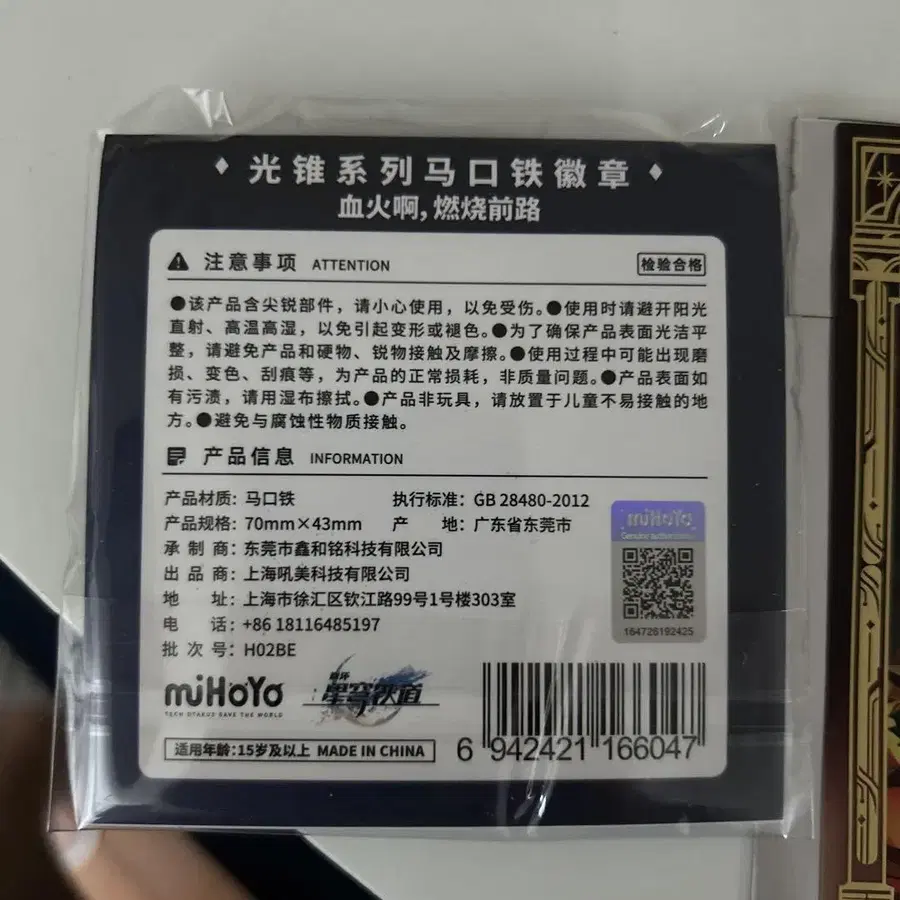 光锥系列马口铁徽章
血火啊,燃烧前路
注意事项 ATTENTION
检验合格
●该产品含尖锐部件，请小心使用，以免受伤。●使用时请避开阳光
直射、高温高湿，以免引起变形或褪色。●为了确保产品表面光洁平
整，请避免产品和硬物、锐物接触及摩擦。●使用过程中可能出现磨
损、变色、刮痕等，为产品的正常损耗，非质量问题。●产品表面如
有污渍，请用湿布擦拭。●产品非玩具，请放置于儿童不易接触的地
方。●避免与腐蚀性物质接触。
产品信息 INFORMATION
产品材质: 马口铁 执行标准: GB 28480-2012
产品规格: 70mm×43mm 产 地: 广东省东莞市
承 制 商: 东莞市鑫和铭科技有限公司
出 品 商: 上海吼美科技有限公司
地 址: 上海市徐汇区钦江路99号1号楼303室
电 话: +86 18116485197
批 次 号: H02BE
miHoYo
Genuine authorization
164726192425
miHoYo
TECH OTAKUS SAVE THE WORLD
崩坏
星穹铁道
适用年龄:15岁及以上 MADE IN CHINA
6 942421 166047